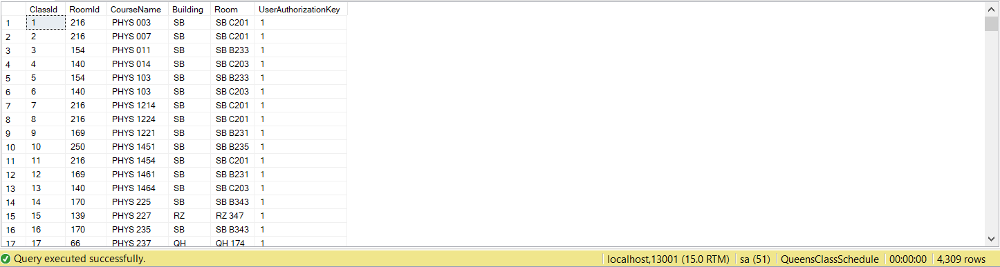 ClassId RoomId CourseName Building Room UserAuthorizationKey
1 1 216 PHYS 003 SB SB C201 1
2 2 216 PHYS 007 SB SB C201 1
3 3 154 PHYS 011 SB SB B233 1
4 4 140 PHYS 014 SB SB C203 1
5 5 154 PHYS 103 SB SB B233 1
6 6 140 PHYS 103 SB SB C203 1
7 7 216 PHYS 1214 SB SB C201 1
8 8 216 PHYS 1224 SB SB C201 1
9 9 169 PHYS 1221 SB SB B231 1
10 10 250 PHYS 1451 SB SB B235 1
11 11 216 PHYS 1454 SB SB C201 1
12 12 169 PHYS 1461 SB SB B231 1
13 13 140 PHYS 1464 SB SB C203 1
14 14 170 PHYS 225 SB SB B343 1
15 15 139 PHYS 227 RZ RZ 347 1
16 16 170 PHYS 235 SB SB B343 1
17 17 66 PHYS 237 QH QH 174 1
Query executed successfully. localhost,13001 (15.0 RTM) sa (51) QueensClassSchedule 00:00:00 4,309 rows